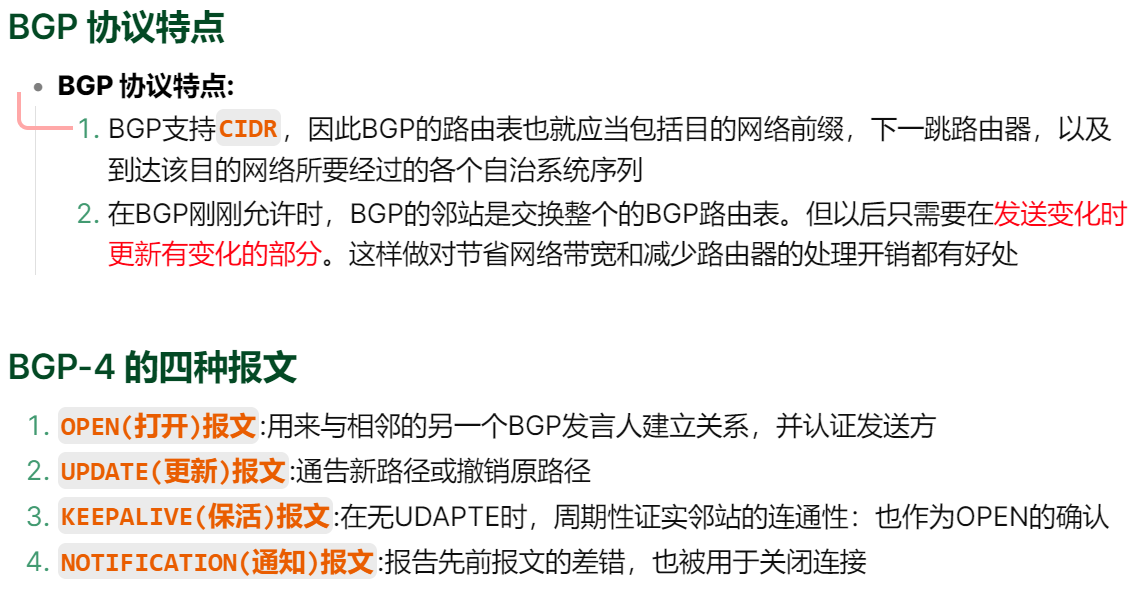 BGP 协议特点
BGP 协议特点:
1. BGP支持CIDR，因此BGP的路由表也就应当包括目的网络前缀，下一跳路由器，以及
到达该目的网络所要经过的各个自治系统序列
2. 在BGP刚刚允许时，BGP的邻站是交换整个的BGP路由表。但以后只需要在发送变化时
更新有变化的部分。这样做对节省网络带宽和减少路由器的处理开销都有好处
BGP-4 的四种报文
1. OPEN(打开)报文:用来与相邻的另一个BGP发言人建立关系，并认证发送方
2. UPDATE(更新)报文:通告新路径或撤销原路径
3. KEEPALIVE(保活)报文:在无UDAPTE时，周期性证实邻站的连通性：也作为OPEN的确认
4. NOTIFICATION(通知)报文:报告先前报文的差错，也被用于关闭连接